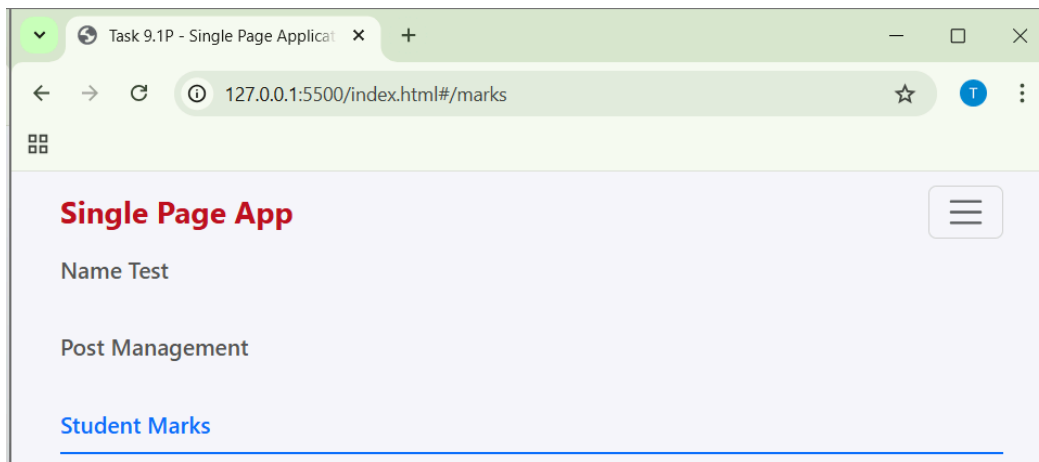 Task 9.1P - Single Page Applicat
127.0.0.1:5500/index.html#/marks
T
Single Page App
Name Test
Post Management
Student Marks